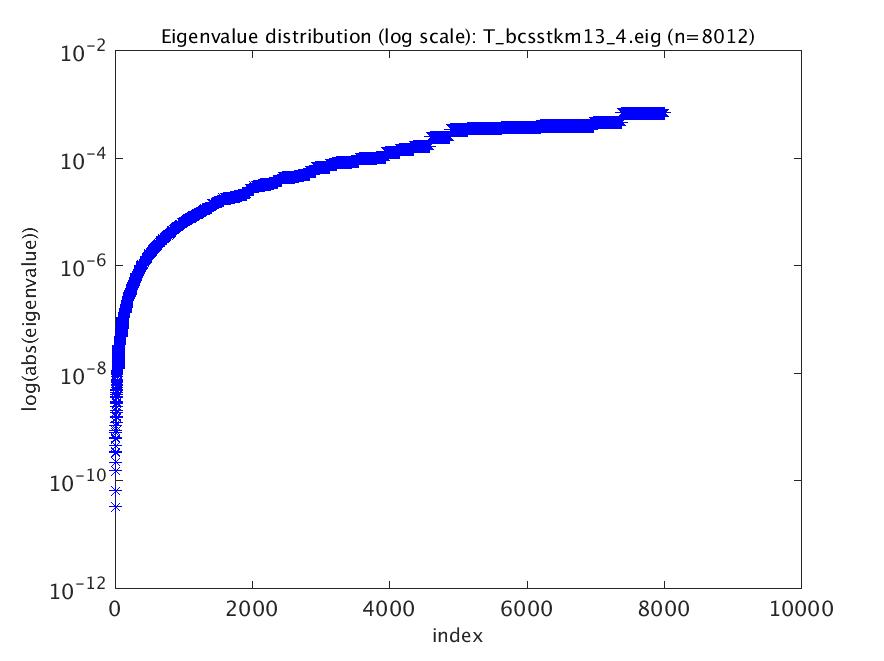 Eigenvalue distribution (log scale): T_bcsstkm13_4.eig (n=8012)
10^-2
10^-4
10^-6
10^-8
10^-10
10^-12
log(abs(eigenvalue))
0 2000 4000 6000 8000 10000
index